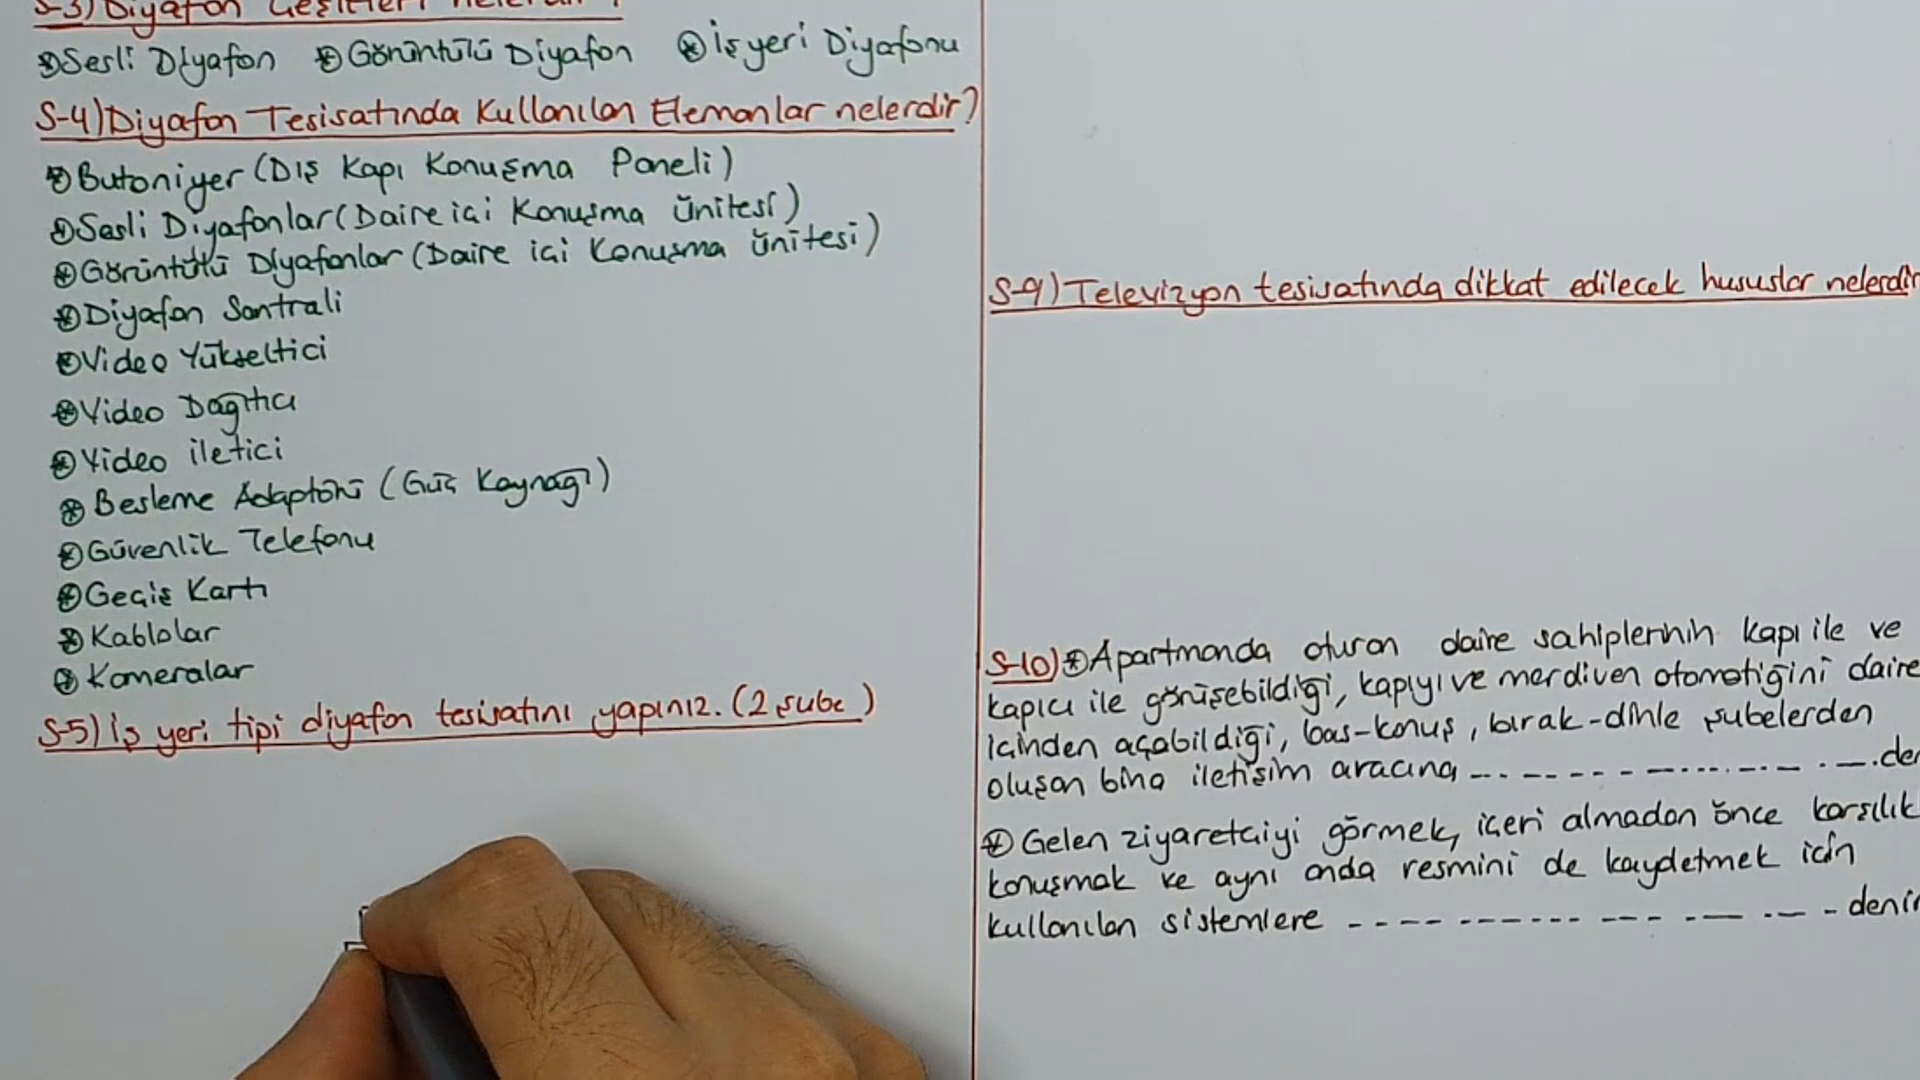 S-3) Diyafon Çeşitleri nelerdir?
Sesli Diyafon Görüntülü Diyafon İşyeri Diyafonu
S-4) Diyafon Tesisatında Kullanılan Elemanlar nelerdir?
Butoniyer (Dış Kapı Konuşma Paneli)
Sesli Diyafonlar (Daire içi Konuşma Ünitesi)
Görüntülü Diyafonlar (Daire içi Konuşma Ünitesi)
Diyafon Santrali
Video Yükseltici
Video Dağıtıcı
Video iletici
Besleme Adaptörü (Güç Kaynağı)
Güvenlik Telefonu
Geçiş Kartı
Kablolar
Kameralar
S-5) İş yeri tipi diyafon tesisatını yapınız. (2 şube)
S-9) Televizyon tesisatında dikkat edilecek hususlar nelerdir
S-10) Apartmanda oturan daire sahiplerinin kapı ile ve
kapıcı ile görüşebildiği, kapıyı ve merdiven otomatiğini daire
içinden açabildiği, bas-konuş, bırak-dinle şubelerden
oluşan bina iletişim aracına ---------------- .de
Gelen ziyaretçiyi görmek, içeri almadan önce karşılık
konuşmak ve aynı anda resmini de kaydetmek için
kullanılan sistemlere ---------------- denir